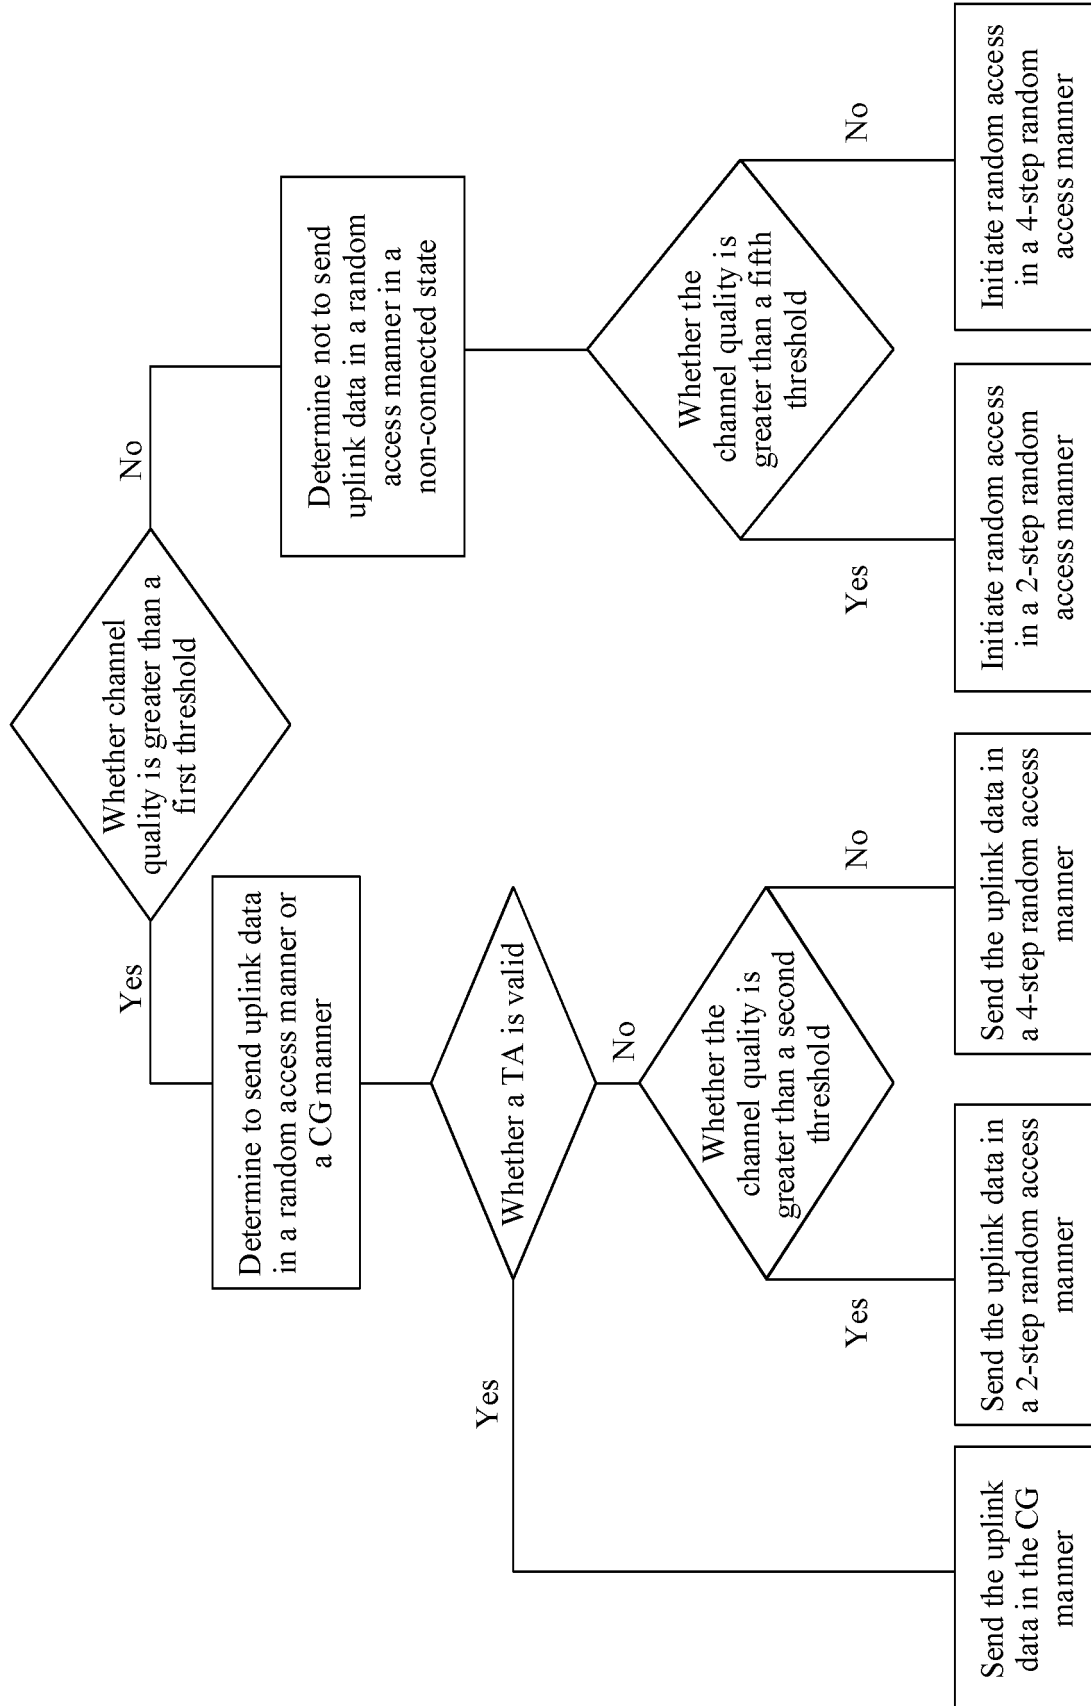 Whether channel
quality is greater than a
first threshold
Yes
No
Determine to send uplink data
in a random access manner or
a CG manner
Determine not to send
uplink data in a random
access manner in a
non-connected state
Whether a TA is valid
Yes
No
Whether the
channel quality is
greater than a second
threshold
Whether the
channel quality is
greater than a fifth
threshold
Yes
No
Yes
No
Send the uplink
data in the CG
manner
Send the uplink data in
a 2-step random access
manner
Send the uplink data in
a 4-step random access
manner
Initiate random access
in a 2-step random
access manner
Initiate random access
in a 4-step random
access manner